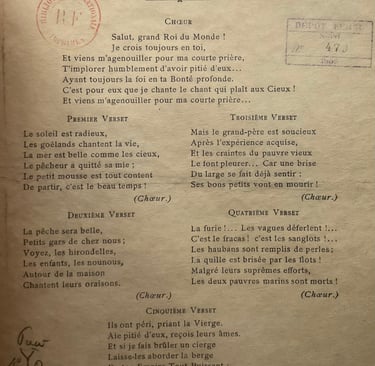 CHŒUR
Salut, grand Roi du Monde !
Je crois toujours en toi,
Et viens m'agenouiller pour ma courte prière,
T'implorer humblement d'avoir pitié d'eux...
Ayant toujours la foi en ta Bonté profonde.
C'est pour eux que je chante le chant qui plaît aux Cieux !
Et viens m'agenouiller pour ma courte prière...
PREMIER VERSET
Le soleil est radieux,
Les goélands chantent la vie,
La mer est belle comme les cieux,
Le pêcheur a quitté sa mie ;
Le petit mousse est tout content
De partir, c'est le beau temps !
(Chœur.)
DEUXIÈME VERSET
La pêche sera belle,
Petits gars de chez nous ;
Voyez, les hirondelles,
Les enfants, les nounous,
Autour de la maison
Chantent leurs oraisons.
(Chœur.)
TROISIÈME VERSET
Mais le grand-père est soucieux
Après l'expérience acquise,
Et les craintes du pauvre vieux
Le font pleurer... Car une brise
Du large se fait déjà sentir :
Ses bons petits vont en mourir !
(Chœur.)
QUATRIÈME VERSET
La furie !... Les vagues déferlent !...
C'est le fracas ! c'est les sanglots !...
Les haubans sont remplis de perles ;
La quille est brisée par les flots !
Malgré leurs suprêmes efforts,
Les deux pauvres marins sont morts !
(Chœur.)
CINQUIÈME VERSET
Ils ont péri, priant la Vierge.
Aie pitié d'eux, reçois leurs âmes.
Et si je fais brûler un cierge
Laisse-les aborder la berge
DÉPÔT LÉGAL